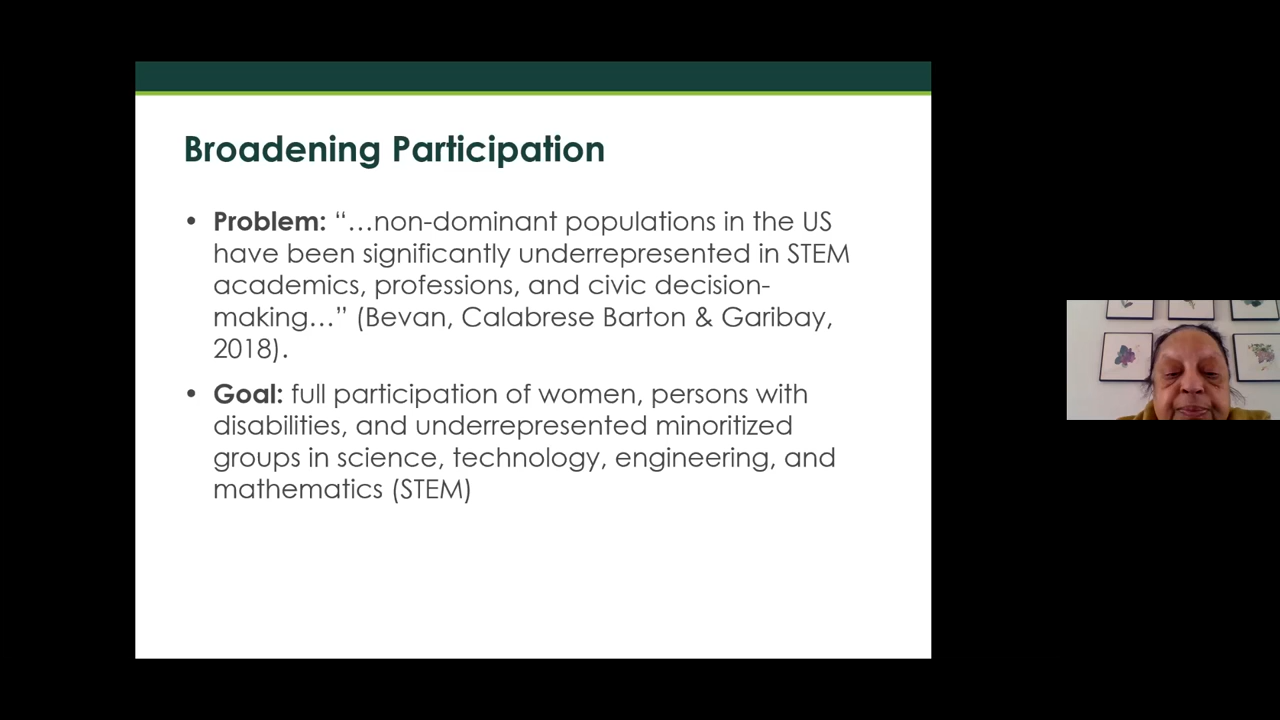 Broadening Participation
• Problem: “…non-dominant populations in the US
have been significantly underrepresented in STEM
academics, professions, and civic decision-
making…” (Bevan, Calabrese Barton & Garibay,
2018).
• Goal: full participation of women, persons with
disabilities, and underrepresented minoritized
groups in science, technology, engineering, and
mathematics (STEM)